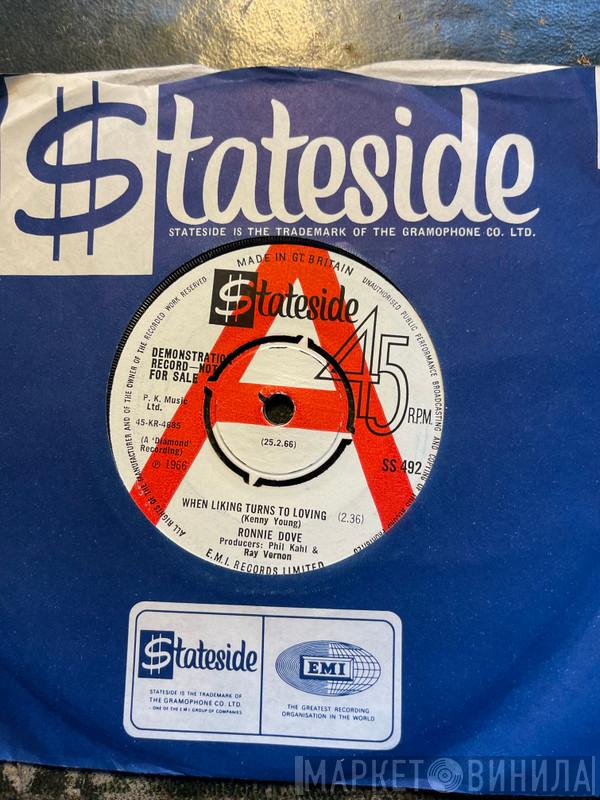 $tateside
STATESIDE IS THE TRADEMARK OF THE GRAMOPHONE CO. LTD.
MADE IN GT. BRITAIN
ALL RIGHTS OF THE MANUFACTURER AND OF THE OWNER OF THE RECORDED WORK RESERVED
UNAUTHORISED PUBLIC PERFORMANCE BROADCASTING AND COPYING OF THIS RECORD PROHIBITED
$tateside
DEMONSTRATIO
RECORD—NOT
FOR SALE
A
45
R.P.M.
P. K. Music
Ltd.
45-KR-4685
(A 'Diamond'
Recording)
℗ 1966
(25.2.66)
SS 492
WHEN LIKING TURNS TO LOVING (2.36)
(Kenny Young)
RONNIE DOVE
Producers: Phil Kahl &
Ray Vernon
E.M.I. RECORDS LIMITED
$tateside
STATESIDE IS THE TRADEMARK OF
THE GRAMOPHONE CO. LTD.
- ONE OF THE E M I GROUP OF COMPANIES
EMI
THE GREATEST RECORDING
ORGANISATION IN THE WORLD
МАРКЕТ ВИНИЛА